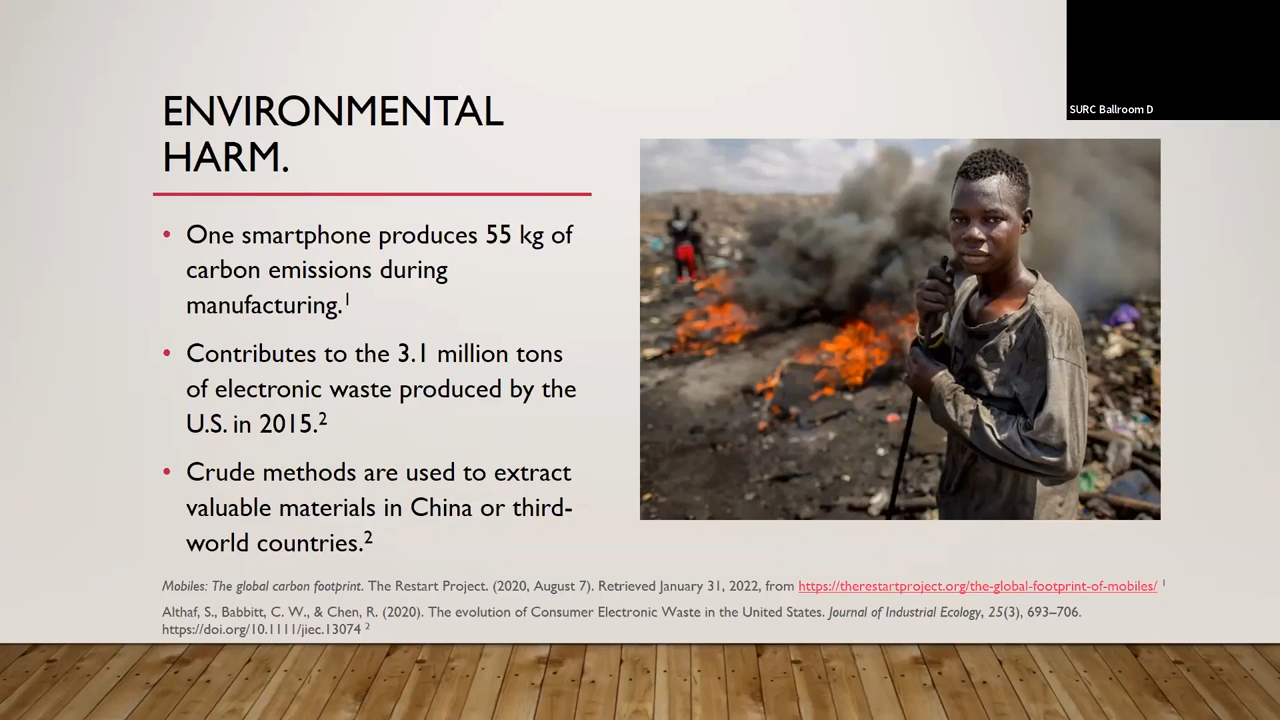 SURC Ballroom D
ENVIRONMENTAL
HARM.
• One smartphone produces 55 kg of
carbon emissions during
manufacturing.¹
• Contributes to the 3.1 million tons
of electronic waste produced by the
U.S. in 2015.²
• Crude methods are used to extract
valuable materials in China or third-
world countries.²
Mobiles: The global carbon footprint. The Restart Project. (2020, August 7). Retrieved January 31, 2022, from https://therestartproject.org/the-global-footprint-of-mobiles/ ¹
Althaf, S., Babbitt, C. W., & Chen, R. (2020). The evolution of Consumer Electronic Waste in the United States. Journal of Industrial Ecology, 25(3), 693–706.
https://doi.org/10.1111/jiec.13074 ²